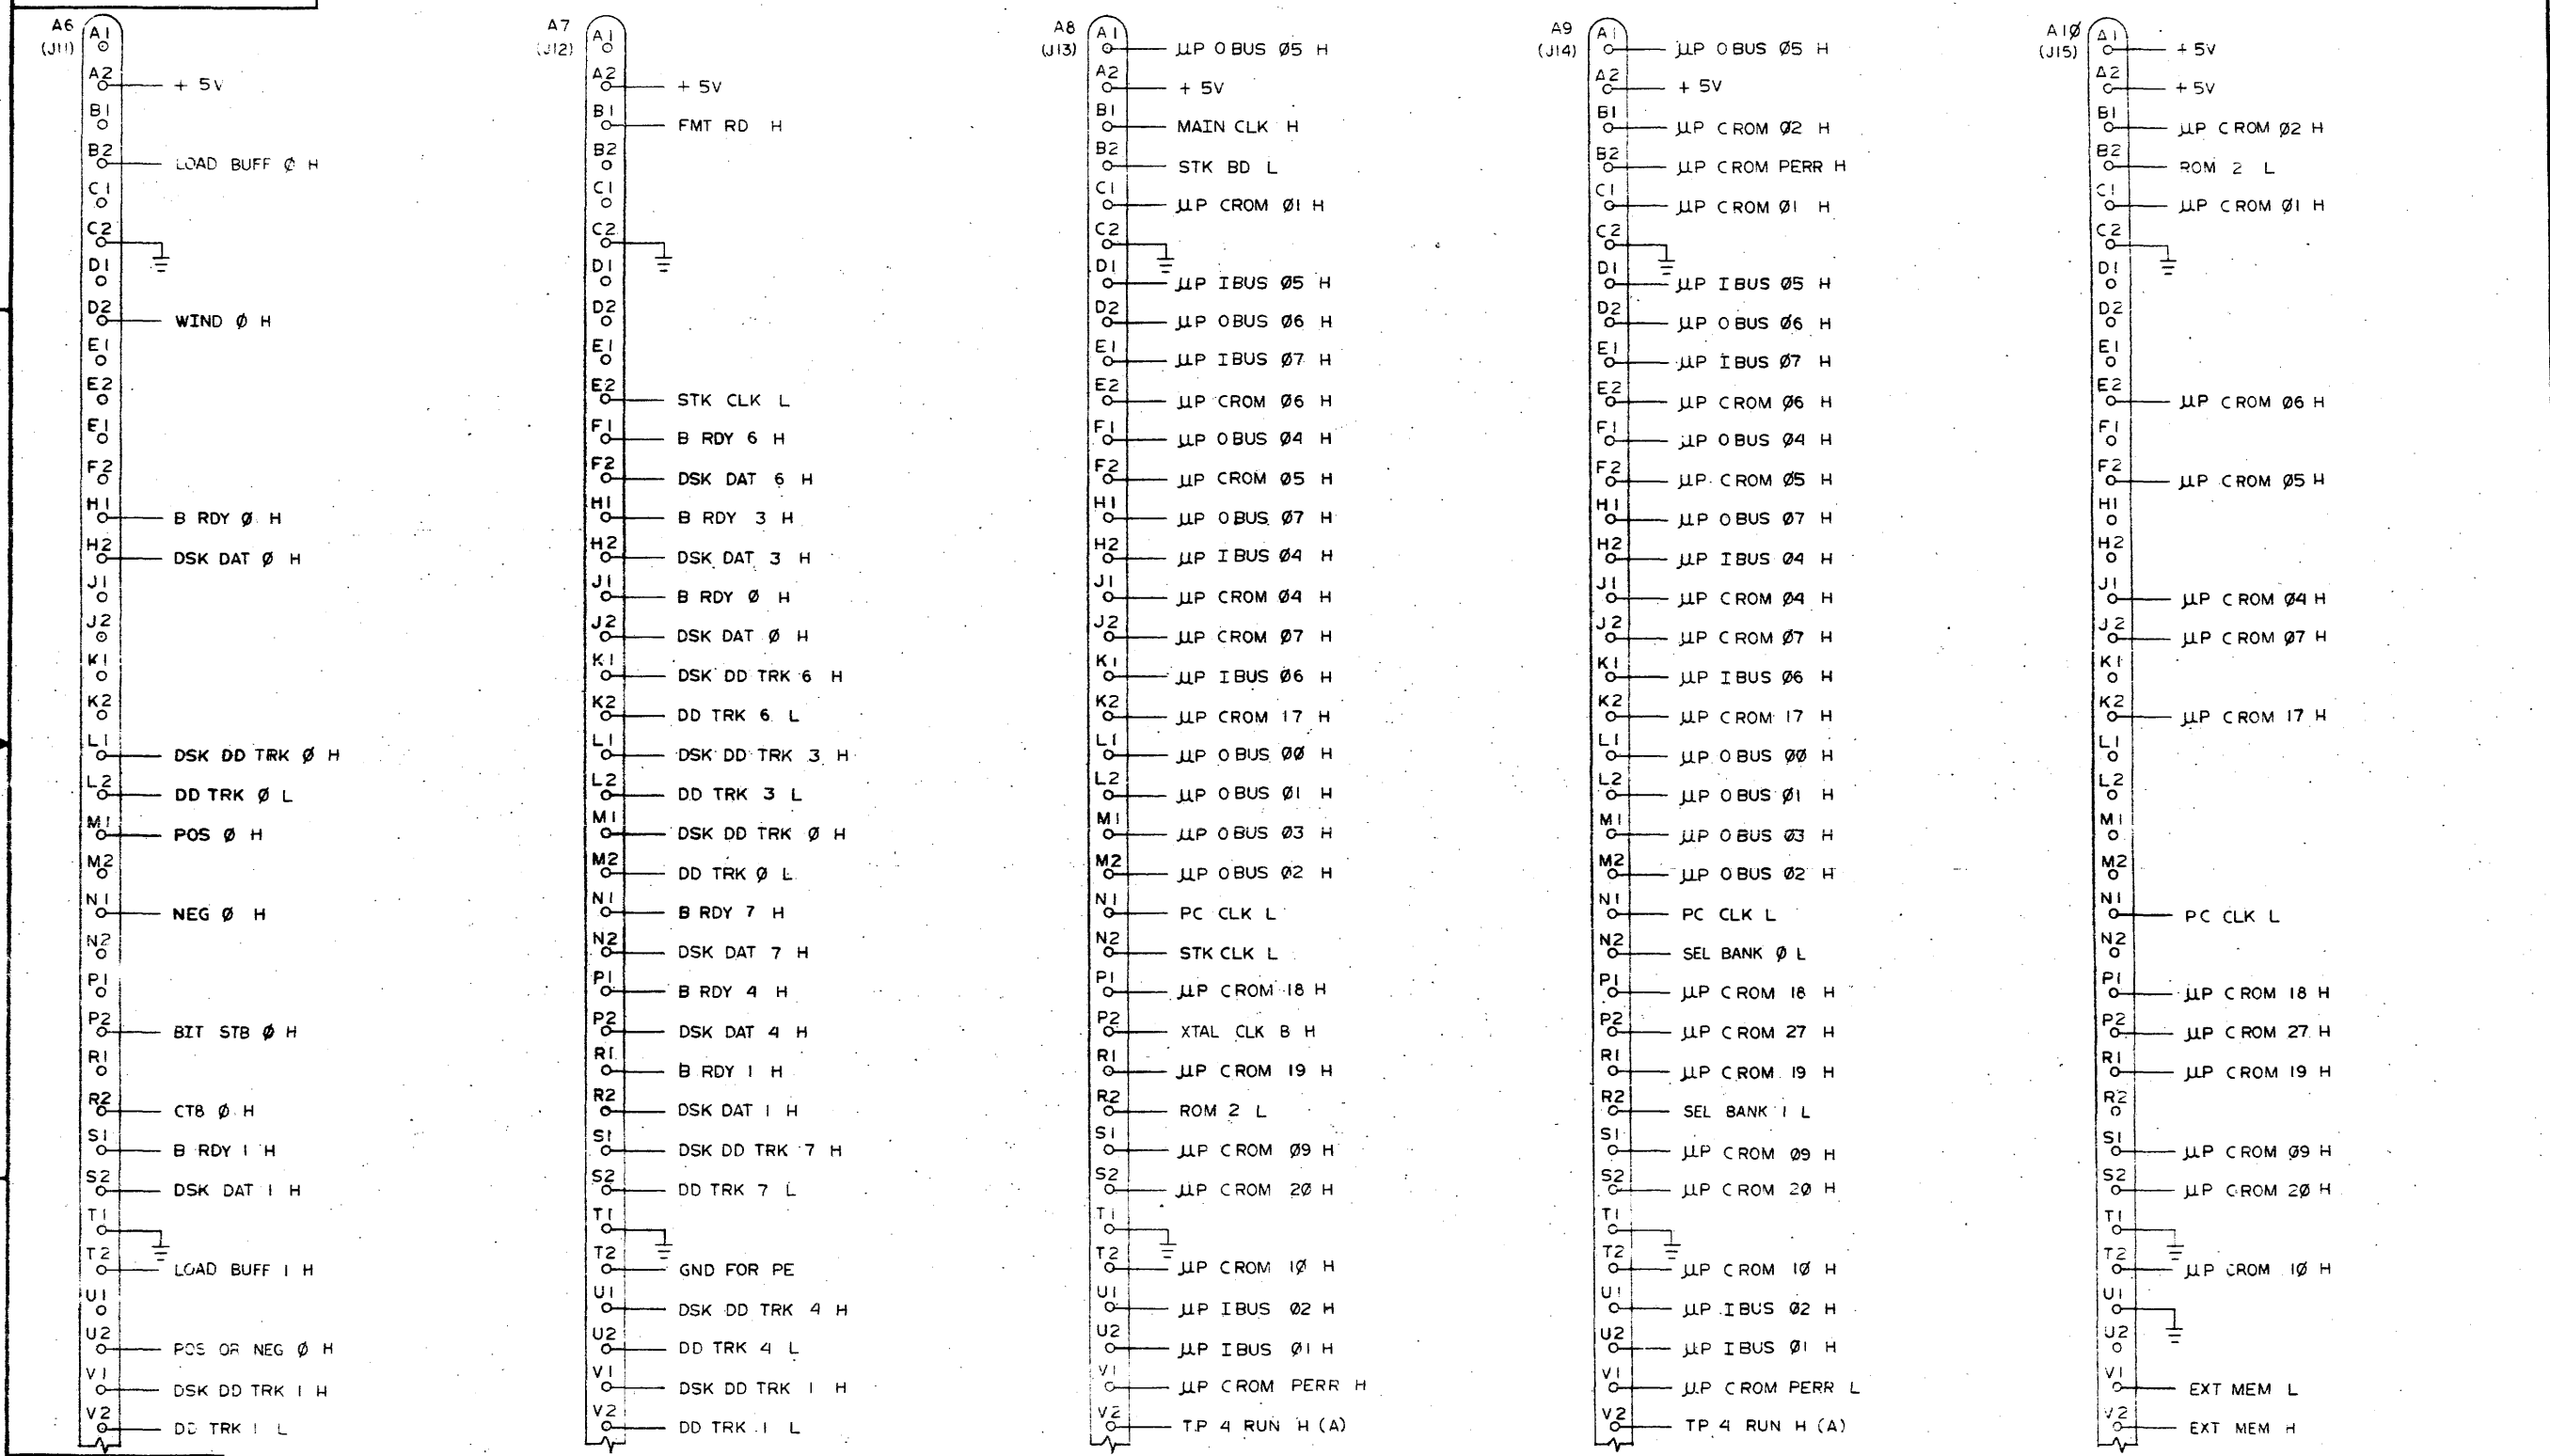 A6
(J11)
A1
A2 + 5V
B1
B2 LOAD BUFF Ø H
C1
C2
D1
D2 WIND Ø H
E1
E2
F1
F2
H1 B RDY Ø H
H2 DSK DAT Ø H
J1
J2
K1
K2
L1 DSK DD TRK Ø H
L2 DD TRK Ø L
M1 POS Ø H
M2
N1 NEG Ø H
N2
P1
P2 BIT STB Ø H
R1
R2 CTB Ø H
S1 B RDY 1 H
S2 DSK DAT 1 H
T1
T2 LOAD BUFF 1 H
U1
U2 POS OR NEG Ø H
V1 DSK DD TRK 1 H
V2 DD TRK 1 L
A7
(J12)
A1
A2 + 5V
B1 FMT RD H
B2
C1
C2
D1
D2
E1
E2 STK CLK L
F1 B RDY 6 H
F2 DSK DAT 6 H
H1 B RDY 3 H
H2 DSK DAT 3 H
J1 B RDY Ø H
J2 DSK DAT Ø H
K1 DSK DD TRK 6 H
K2 DD TRK 6 L
L1 DSK DD TRK 3 H
L2 DD TRK 3 L
M1 DSK DD TRK Ø H
M2 DD TRK Ø L
N1 B RDY 7 H
N2 DSK DAT 7 H
P1 B RDY 4 H
P2 DSK DAT 4 H
R1 B RDY 1 H
R2 DSK DAT 1 H
S1 DSK DD TRK 7 H
S2 DD TRK 7 L
T1
T2 GND FOR PE
U1 DSK DD TRK 4 H
U2 DD TRK 4 L
V1 DSK DD TRK 1 H
V2 DD TRK 1 L
A8
(J13)
A1 µP OBUS Ø5 H
A2 + 5V
B1 MAIN CLK H
B2 STK BD L
C1 µP CROM Ø1 H
C2
D1 µP IBUS Ø5 H
D2 µP OBUS Ø6 H
E1 µP IBUS Ø7 H
E2 µP CROM Ø6 H
F1 µP OBUS Ø4 H
F2 µP CROM Ø5 H
H1 µP OBUS Ø7 H
H2 µP IBUS Ø4 H
J1 µP CROM Ø4 H
J2 µP CROM Ø7 H
K1 µP IBUS Ø6 H
K2 µP CROM 17 H
L1 µP OBUS ØØ H
L2 µP OBUS Ø1 H
M1 µP OBUS Ø3 H
M2 µP OBUS Ø2 H
N1 PC CLK L
N2 STK CLK L
P1 µP CROM 18 H
P2 XTAL CLK B H
R1 µP CROM 19 H
R2 ROM 2 L
S1 µP CROM Ø9 H
S2 µP CROM 2Ø H
T1
T2 µP CROM 1Ø H
U1 µP IBUS Ø2 H
U2 µP IBUS Ø1 H
V1 µP CROM PERR H
V2 TP 4 RUN H (A)
A9
(J14)
A1 µP OBUS Ø5 H
A2 + 5V
B1 µP CROM Ø2 H
B2 µP CROM PERR H
C1 µP CROM Ø1 H
C2
D1 µP IBUS Ø5 H
D2 µP OBUS Ø6 H
E1 µP IBUS Ø7 H
E2 µP CROM Ø6 H
F1 µP OBUS Ø4 H
F2 µP CROM Ø5 H
H1 µP OBUS Ø7 H
H2 µP IBUS Ø4 H
J1 µP CROM Ø4 H
J2 µP CROM Ø7 H
K1 µP IBUS Ø6 H
K2 µP CROM 17 H
L1 µP OBUS ØØ H
L2 µP OBUS Ø1 H
M1 µP OBUS Ø3 H
M2 µP OBUS Ø2 H
N1 PC CLK L
N2 SEL BANK Ø L
P1 µP CROM 18 H
P2 µP CROM 27 H
R1 µP CROM 19 H
R2 SEL BANK 1 L
S1 µP CROM Ø9 H
S2 µP CROM 2Ø H
T1
T2 µP CROM 1Ø H
U1 µP IBUS Ø2 H
U2 µP IBUS Ø1 H
V1 µP CROM PERR L
V2 TP 4 RUN H (A)
A1Ø
(J15)
A1 + 5V
A2 + 5V
B1 µP CROM Ø2 H
B2 ROM 2 L
C1 µP CROM Ø1 H
C2
D1
D2
E1
E2 µP CROM Ø6 H
F1
F2 µP CROM Ø5 H
H1
H2
J1 µP CROM Ø4 H
J2 µP CROM Ø7 H
K1
K2 µP CROM 17 H
L1
L2
M1
M2
N1 PC CLK L
N2
P1 µP CROM 18 H
P2 µP CROM 27 H
R1 µP CROM 19 H
R2
S1 µP CROM Ø9 H
S2 µP CROM 2Ø H
T1
T2 µP CROM 1Ø H
U1
U2
V1 EXT MEM L
V2 EXT MEM H